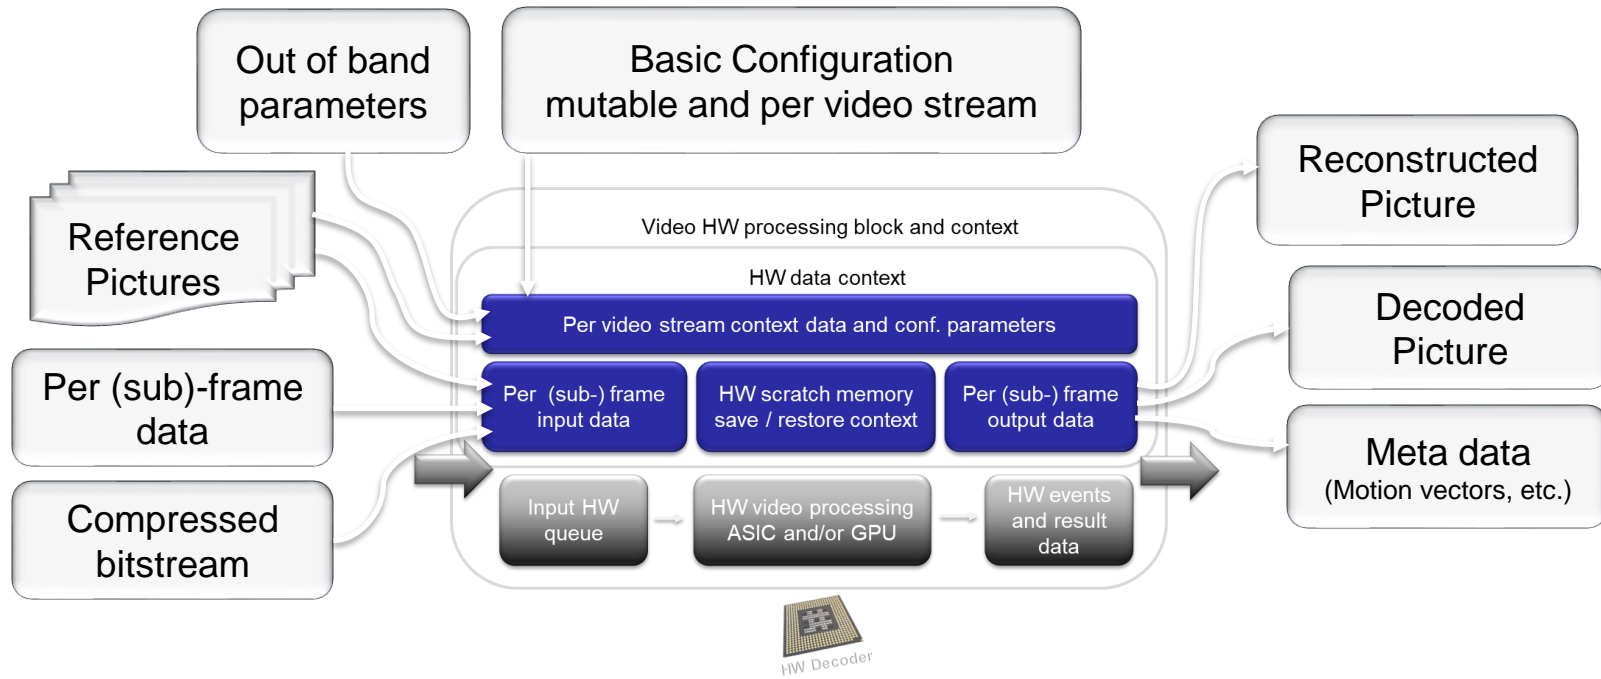 Out of band
parameters
Basic Configuration
mutable and per video stream
Reconstructed
Picture
Reference
Pictures
Video HW processing block and context
HW data context
Per video stream context data and conf. parameters
Decoded
Picture
Per (sub)-frame
data
Per (sub-) frame
input data
HW scratch memory
save / restore context
Per (sub-) frame
output data
Meta data
(Motion vectors, etc.)
Compressed
bitstream
Input HW
queue
HW video processing
ASIC and/or GPU
HW events
and result
data
HW Decoder